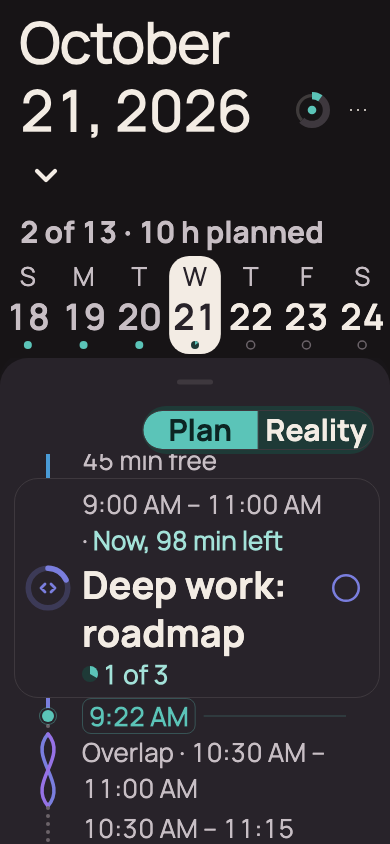 October
21, 2026
2 of 13 · 10 h planned
S M T W T F S
18 19 20 21 22 23 24
Plan Reality
45 min free
9:00 AM – 11:00 AM
· Now, 98 min left
Deep work:
roadmap
1 of 3
9:22 AM
Overlap · 10:30 AM –
11:00 AM
10:30 AM – 11:15